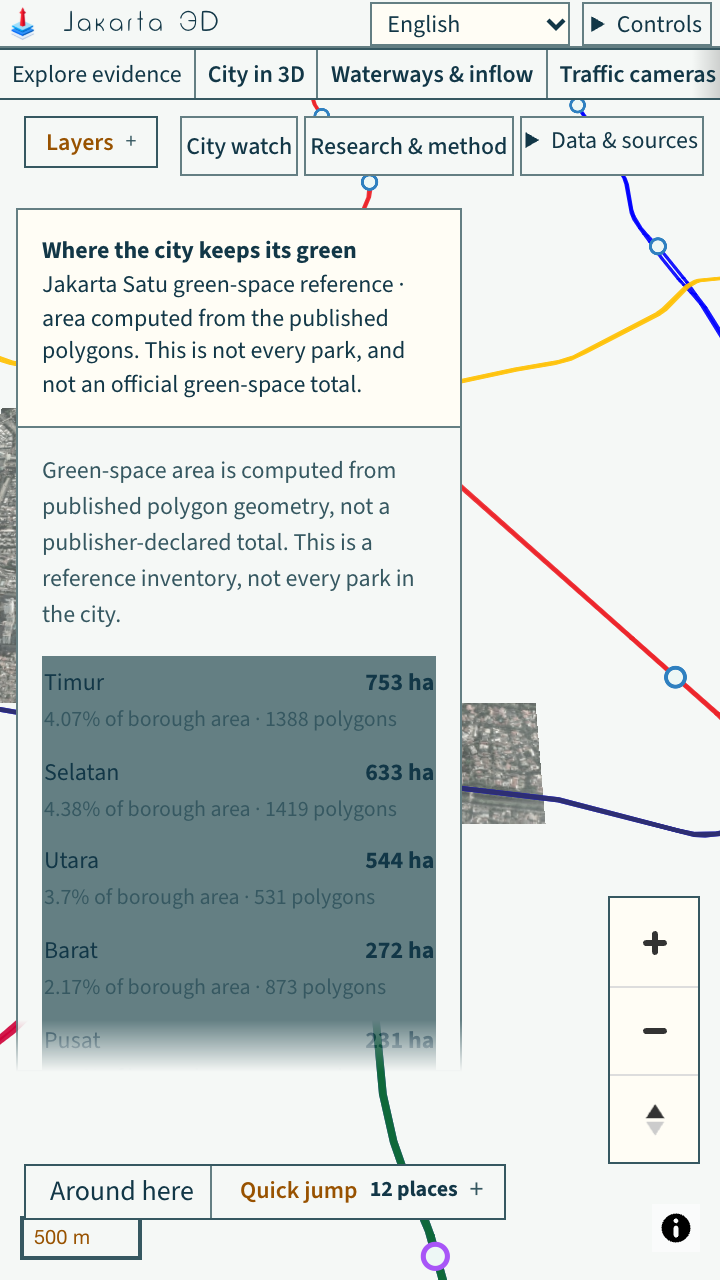 Jakarta 3D
English
Controls
Explore evidence
City in 3D
Waterways & inflow
Traffic cameras
Layers +
City watch
Research & method
Data & sources
Where the city keeps its green
Jakarta Satu green-space reference ·
area computed from the published
polygons. This is not every park, and
not an official green-space total.
Green-space area is computed from
published polygon geometry, not a
publisher-declared total. This is a
reference inventory, not every park in
the city.
Timur 753 ha
4.07% of borough area · 1388 polygons
Selatan 633 ha
4.38% of borough area · 1419 polygons
Utara 544 ha
3.7% of borough area · 531 polygons
Barat 272 ha
2.17% of borough area · 873 polygons
Pusat 231 ha
Around here
Quick jump 12 places +
500 m